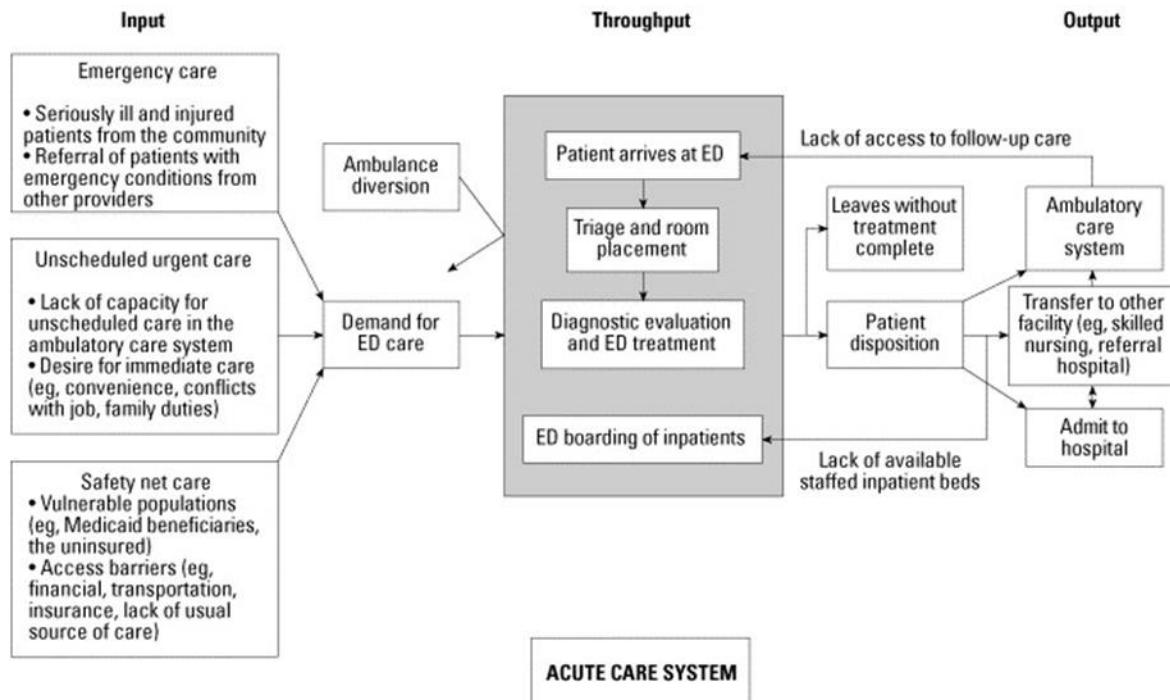 Input
Throughput
Output
Emergency care
• Seriously ill and injured
patients from the community
• Referral of patients with
emergency conditions from
other providers
Unscheduled urgent care
• Lack of capacity for
unscheduled care in the
ambulatory care system
• Desire for immediate care
(eg, convenience, conflicts
with job, family duties)
Safety net care
• Vulnerable populations
(eg, Medicaid beneficiaries,
the uninsured)
• Access barriers (eg,
financial, transportation,
insurance, lack of usual
source of care)
Ambulance
diversion
Demand for
ED care
Patient arrives at ED
Triage and room
placement
Diagnostic evaluation
and ED treatment
ED boarding of inpatients
Lack of access to follow-up care
Leaves without
treatment
complete
Patient
disposition
Lack of available
staffed inpatient beds
Ambulatory
care
system
Transfer to other
facility (eg, skilled
nursing, referral
hospital)
Admit to
hospital
ACUTE CARE SYSTEM